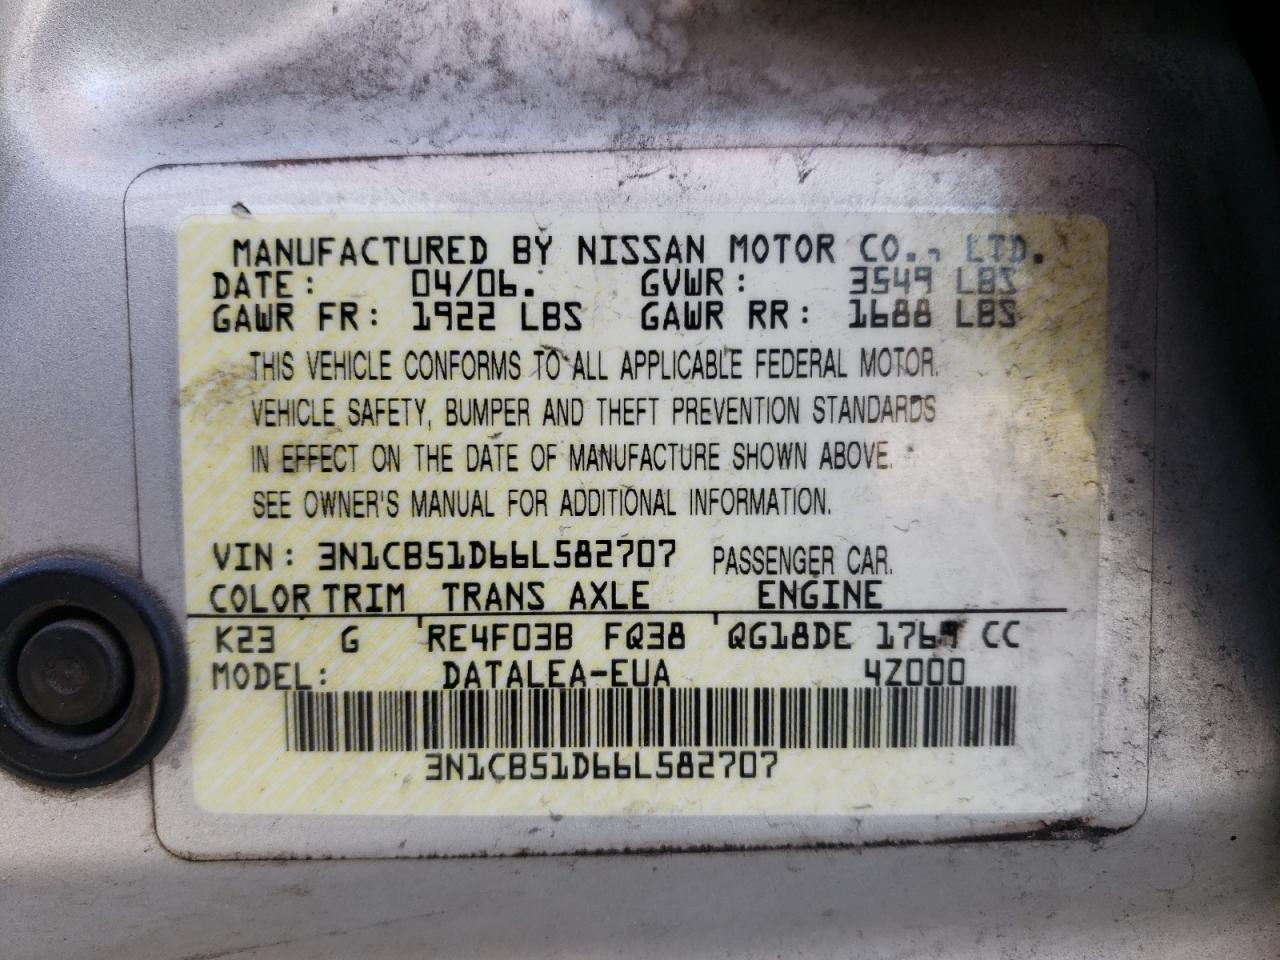 MANUFACTURED BY NISSAN MOTOR CO., LTD.
DATE: 04/06. GVWR: 3549 LBS
GAWR FR: 1922 LBS GAWR RR: 1688 LBS
THIS VEHICLE CONFORMS TO ALL APPLICABLE FEDERAL MOTOR
VEHICLE SAFETY, BUMPER AND THEFT PREVENTION STANDARDS
IN EFFECT ON THE DATE OF MANUFACTURE SHOWN ABOVE.
SEE OWNER'S MANUAL FOR ADDITIONAL INFORMATION.
VIN: 3N1CB51D66L582707 PASSENGER CAR.
COLOR TRIM TRANS AXLE ENGINE
K23 G 'RE4F03B FQ38 'QG18DE 1769 CC
MODEL: DATALEA-EUA 4Z000
3N1CB51D66L582707